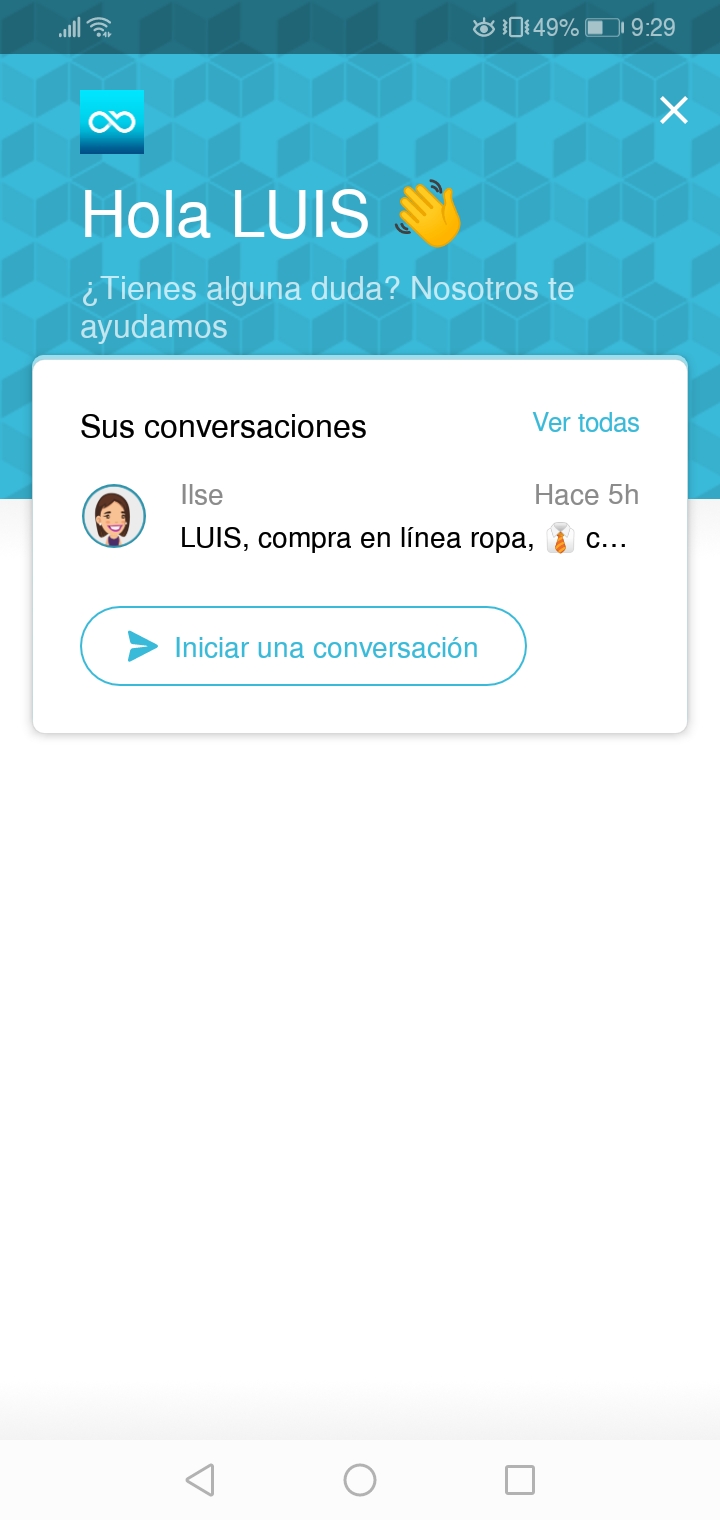 49% 9:29
Hola LUIS 👋
¿Tienes alguna duda? Nosotros te
ayudamos
Sus conversaciones Ver todas
Ilse Hace 5h
LUIS, compra en línea ropa, 👔 c...
Iniciar una conversación